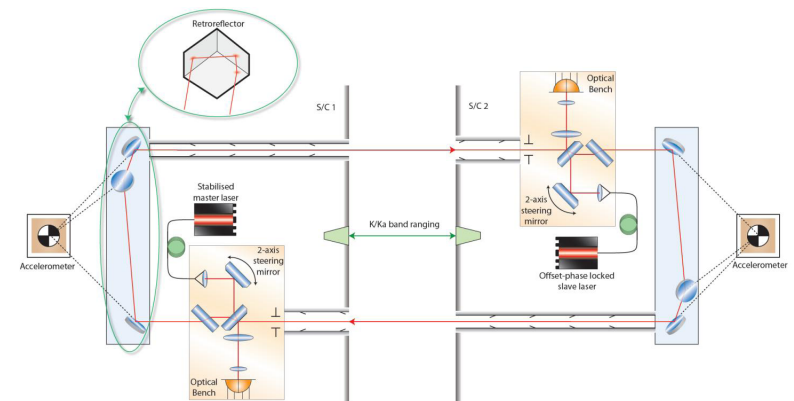 Retroreflector
S/C 1
S/C 2
Optical
Bench
Stabilised
master laser
2-axis
steering
mirror
K/Ka band ranging
2-axis
steering
mirror
Accelerometer
Offset-phase locked
slave laser
Accelerometer
Optical
Bench